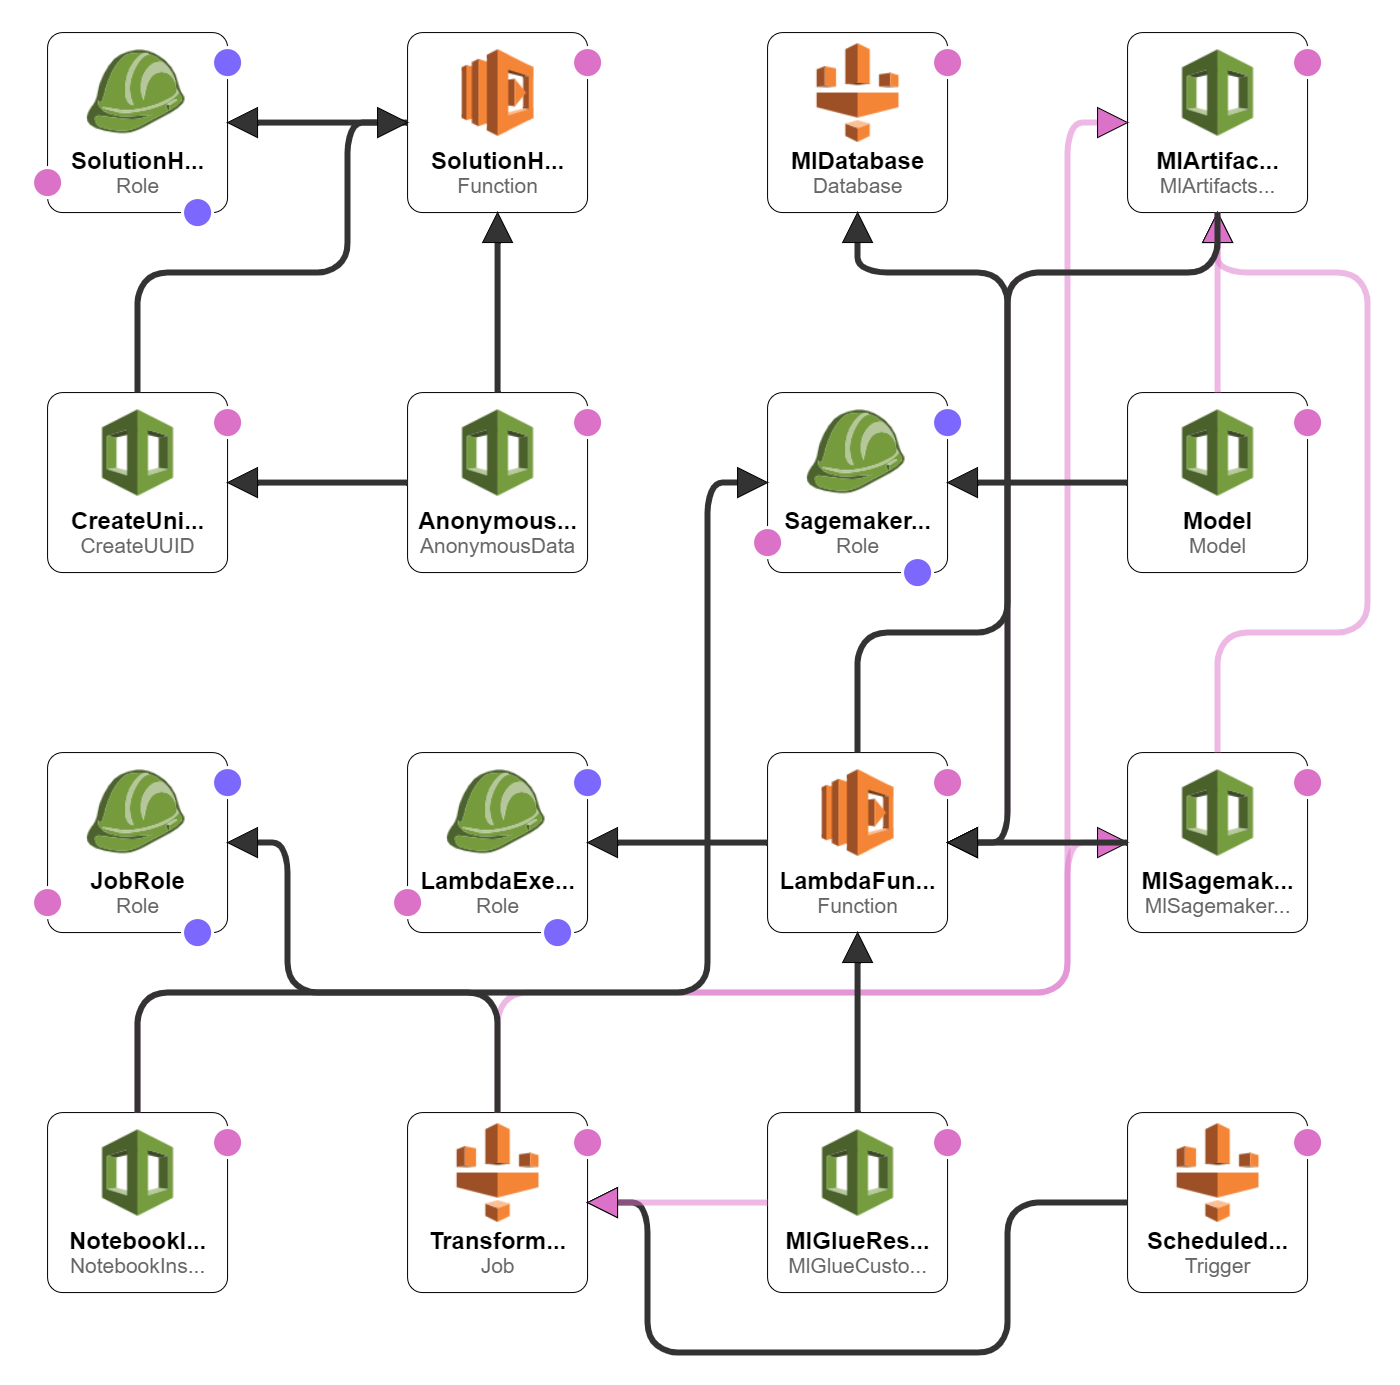 SolutionH...
Role
SolutionH...
Function
MlDatabase
Database
MlArtifac...
MlArtifacts...
CreateUni...
CreateUUID
Anonymous...
AnonymousData
Sagemaker...
Role
Model
Model
JobRole
Role
LambdaExe...
Role
LambdaFun...
Function
MlSagemak...
MlSagemaker...
NotebookI...
NotebookIns...
Transform...
Job
MlGlueRes...
MlGlueCusto...
Scheduled...
Trigger